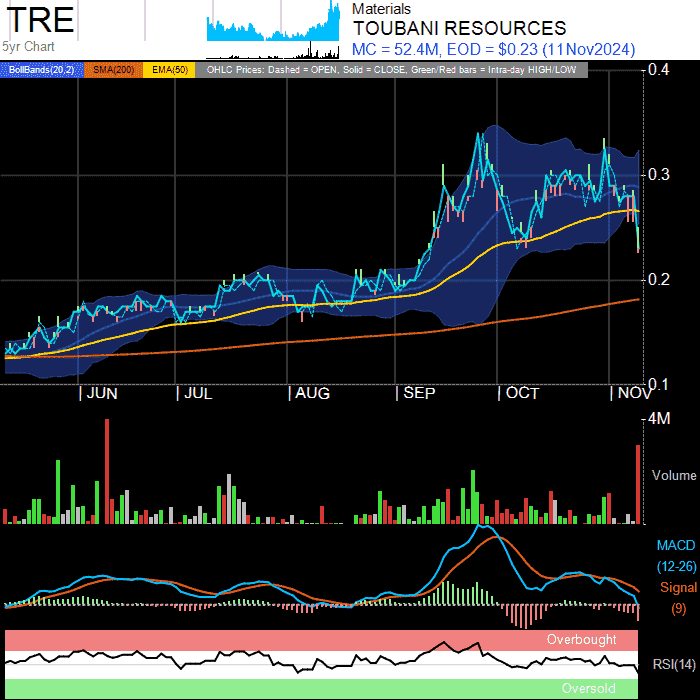 TRE
5yr Chart
Materials
TOUBANI RESOURCES
MC = 52.4M, EOD = $0.23 (11Nov2024)
BollBands(20,2) SMA(200) EMA(50) OHLC Prices: Dashed = OPEN, Solid = CLOSE, Green/Red bars = Intra-day HIGH/LOW
0.4
0.3
0.2
0.1
JUN JUL AUG SEP OCT NOV
4M
Volume
MACD
(12-26)
Signal
(9)
Overbought
RSI(14)
Oversold